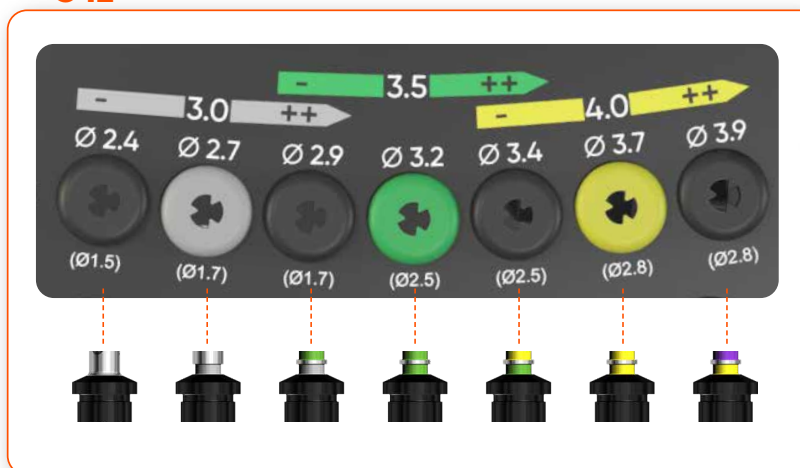 - 3.5 ++
- 3.0 ++
- 4.0 ++
Ø 2.4 Ø 2.7 Ø 2.9 Ø 3.2 Ø 3.4 Ø 3.7 Ø 3.9
(Ø1.5) (Ø1.7) (Ø1.7) (Ø2.5) (Ø2.5) (Ø2.8) (Ø2.8)